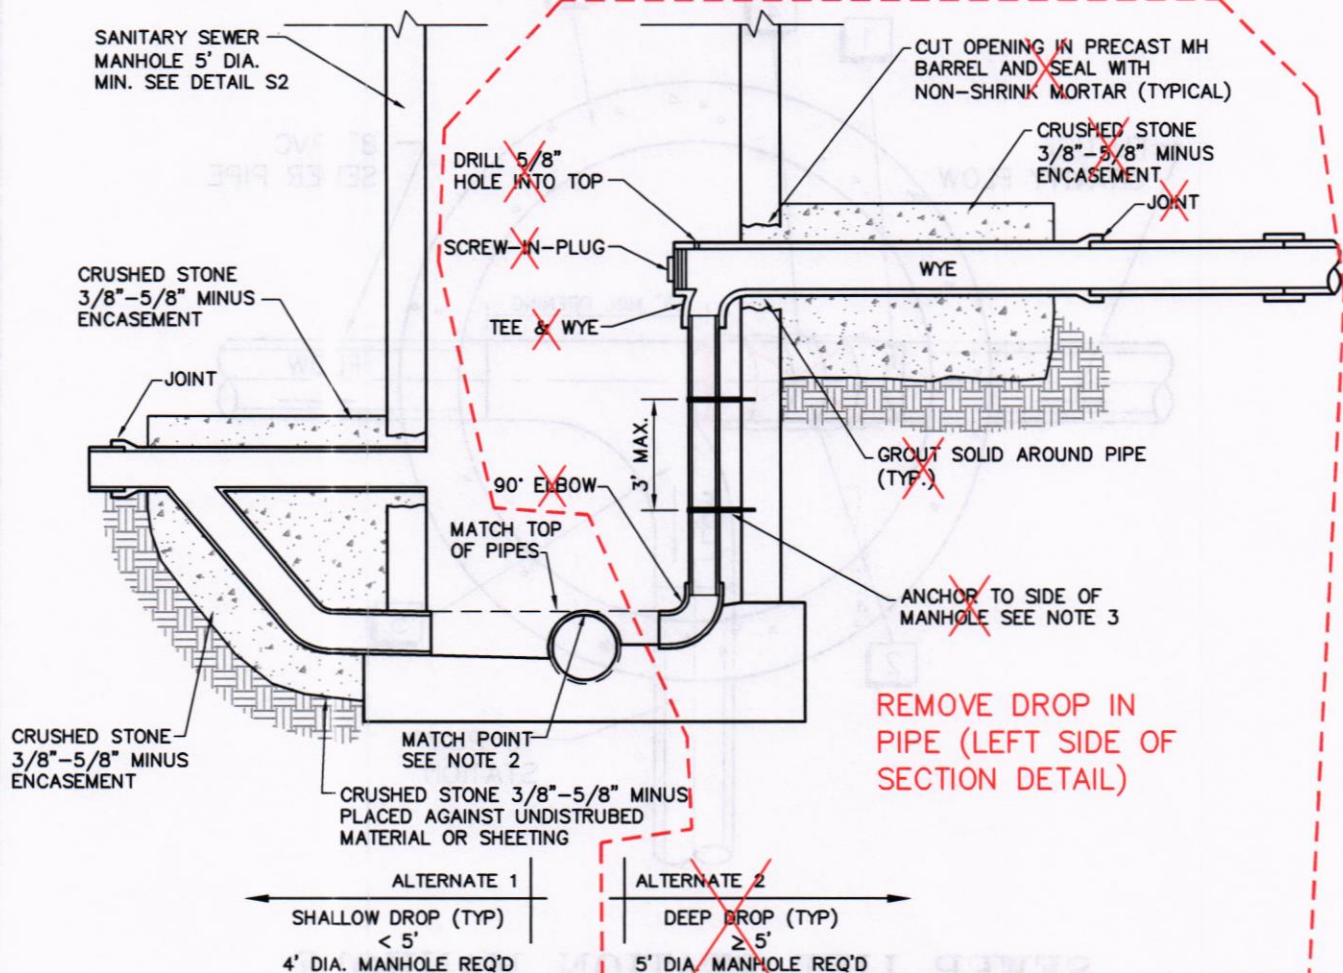 SANITARY SEWER
MANHOLE 5' DIA.
MIN. SEE DETAIL S2
CUT OPENING IN PRECAST MH
BARREL AND SEAL WITH
NON-SHRINK MORTAR (TYPICAL)
CRUSHED STONE
3/8"-5/8" MINUS
ENCASEMENT
JOINT
DRILL 5/8"
HOLE INTO TOP
SCREW-IN-PLUG
WYE
TEE & WYE
CRUSHED STONE
3/8"-5/8" MINUS
ENCASEMENT
JOINT
3' MAX.
GROUT SOLID AROUND PIPE
(TYP.)
90° ELBOW
MATCH TOP
OF PIPES
ANCHOR TO SIDE OF
MANHOLE SEE NOTE 3
REMOVE DROP IN
PIPE (LEFT SIDE OF
SECTION DETAIL)
CRUSHED STONE
3/8"-5/8" MINUS
ENCASEMENT
MATCH POINT
SEE NOTE 2
CRUSHED STONE 3/8"-5/8" MINUS
PLACED AGAINST UNDISTRUBED
MATERIAL OR SHEETING
ALTERNATE 1
SHALLOW DROP (TYP)
< 5'
4' DIA. MANHOLE REQ'D
ALTERNATE 2
DEEP DROP (TYP)
≥ 5'
5' DIA. MANHOLE REQ'D